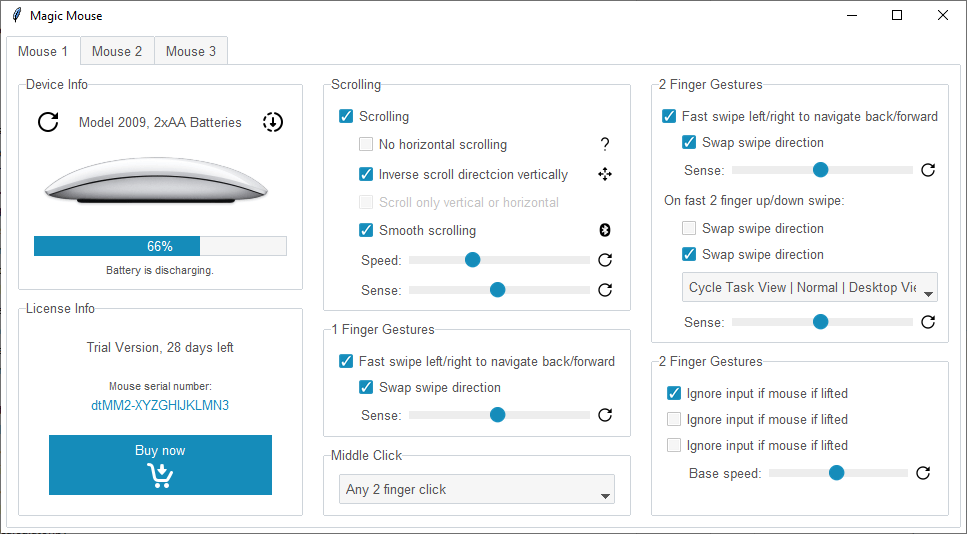 Magic Mouse
Mouse 1
Mouse 2
Mouse 3
Device Info
Model 2009, 2xAA Batteries
66%
Battery is discharging.
License Info
Trial Version, 28 days left
Mouse serial number:
dtMM2-XYZGHIJKLMN3
Buy now
Scrolling
Scrolling
No horizontal scrolling
?
Inverse scroll directcion vertically
Scroll only vertical or horizontal
Smooth scrolling
Speed:
Sense:
1 Finger Gestures
Fast swipe left/right to navigate back/forward
Swap swipe direction
Sense:
Middle Click
Any 2 finger click
2 Finger Gestures
Fast swipe left/right to navigate back/forward
Swap swipe direction
Sense:
On fast 2 finger up/down swipe:
Swap swipe direction
Swap swipe direction
Cycle Task View | Normal | Desktop Vie
Sense:
2 Finger Gestures
Ignore input if mouse if lifted
Ignore input if mouse if lifted
Ignore input if mouse if lifted
Base speed: